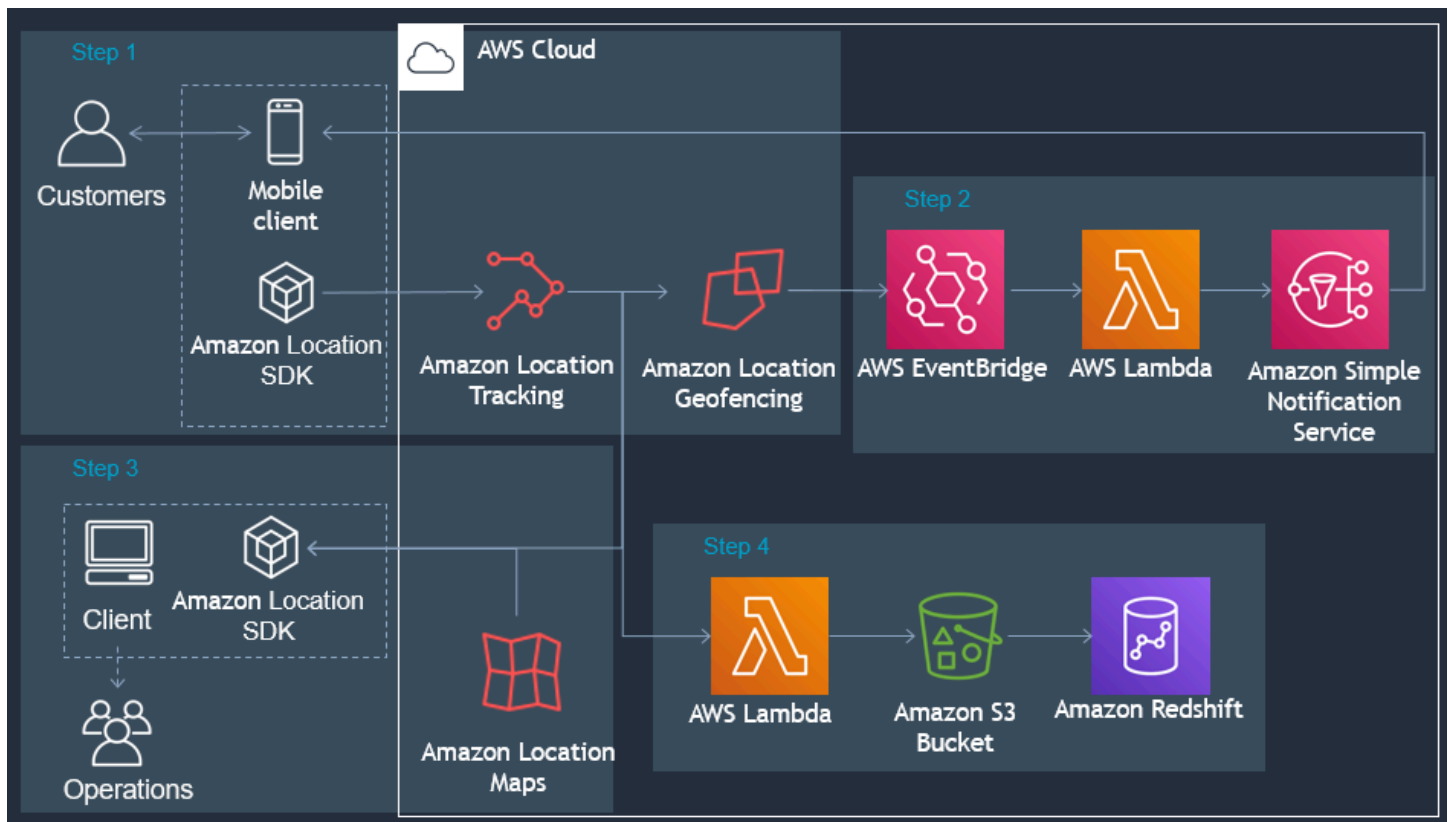 Step 1
AWS Cloud
Customers
Mobile
client
Amazon Location
SDK
Amazon Location
Tracking
Amazon Location
Geofencing
Step 2
AWS EventBridge
AWS Lambda
Amazon Simple
Notification
Service
Step 3
Client
Amazon Location
SDK
Operations
Amazon Location
Maps
Step 4
AWS Lambda
Amazon S3
Bucket
Amazon Redshift